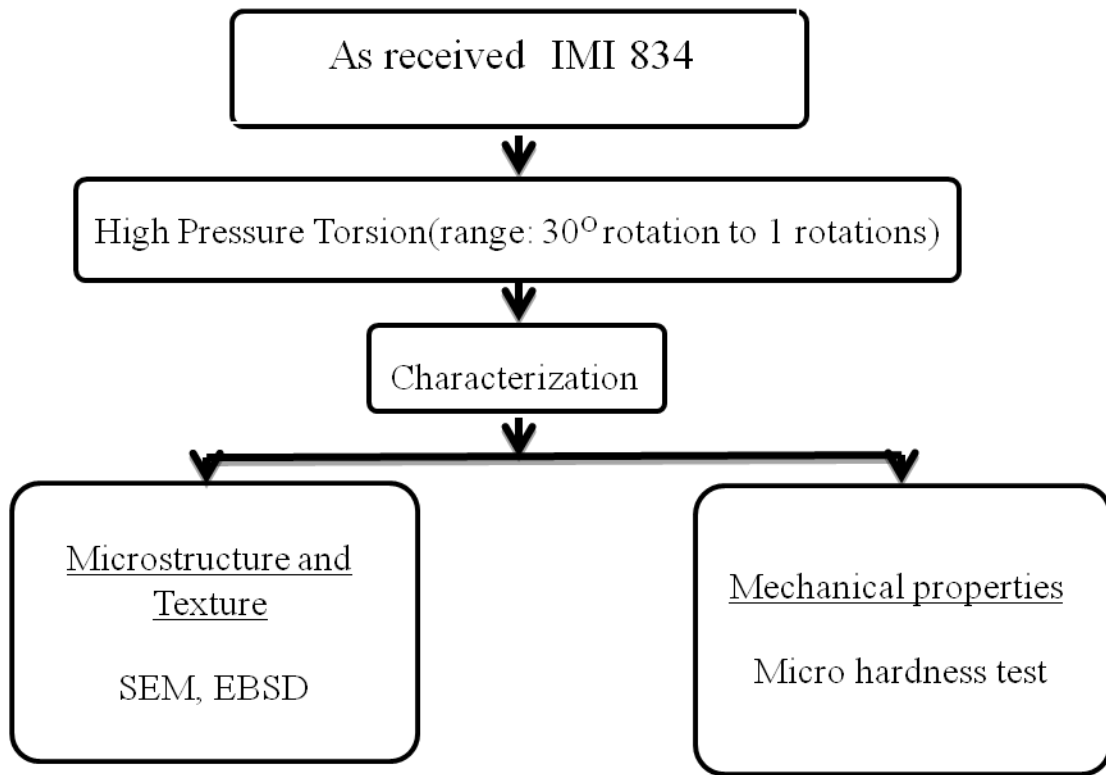 As received IMI 834
High Pressure Torsion(range: 30° rotation to 1 rotations)
Characterization
Microstructure and
Texture
SEM, EBSD
Mechanical properties
Micro hardness test